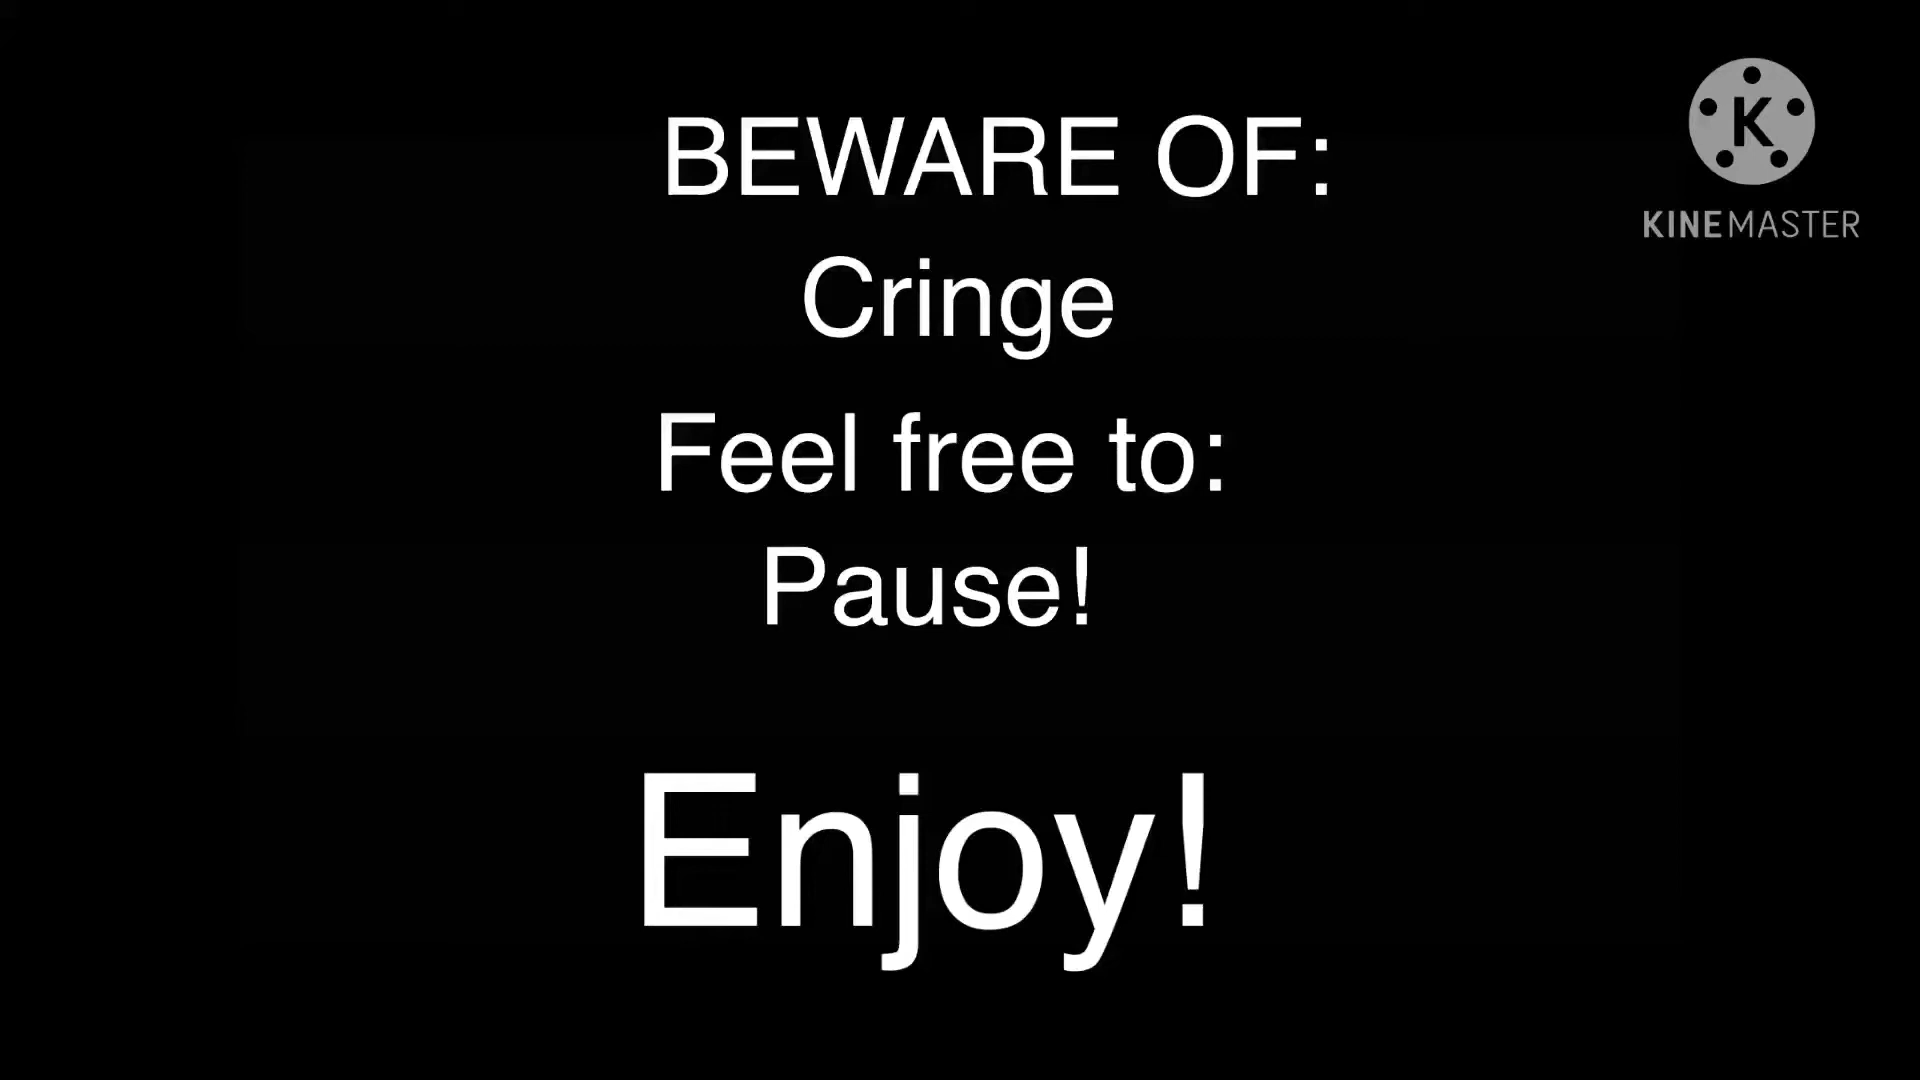 BEWARE OF:
Cringe
Feel free to:
Pause!
Enjoy!
K
KINEMASTER